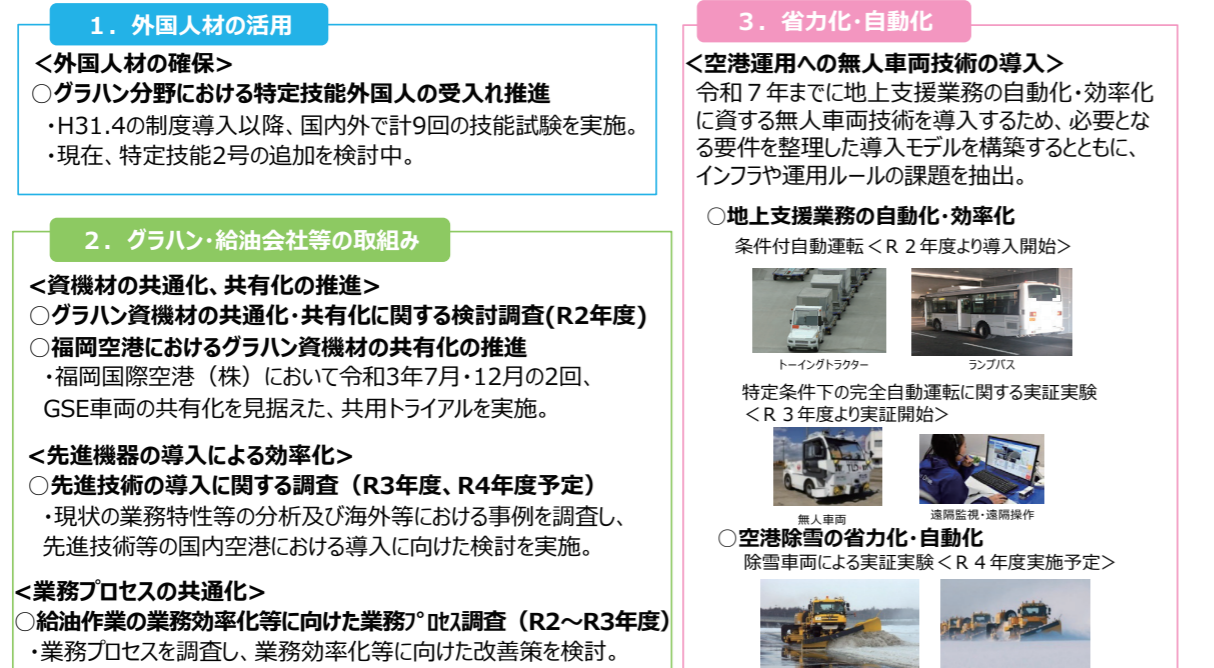 1．外国人材の活用
＜外国人材の確保＞
○グラハン分野における特定技能外国人の受入れ推進
・H31.4の制度導入以降、国内外で計9回の技能試験を実施。
・現在、特定技能2号の追加を検討中。
2．グラハン・給油会社等の取組み
＜資機材の共通化、共有化の推進＞
○グラハン資機材の共通化・共有化に関する検討調査(R2年度)
○福岡空港におけるグラハン資機材の共有化の推進
・福岡国際空港（株）において令和3年7月・12月の2回、
GSE車両の共有化を見据えた、共用トライアルを実施。
＜先進機器の導入による効率化＞
○先進技術の導入に関する調査（R3年度、R4年度予定）
・現状の業務特性等の分析及び海外等における事例を調査し、
先進技術等の国内空港における導入に向けた検討を実施。
＜業務プロセスの共通化＞
○給油作業の業務効率化等に向けた業務ﾌﾟﾛｾｽ調査（R2～R3年度）
・業務プロセスを調査し、業務効率化等に向けた改善策を検討。
3．省力化・自動化
＜空港運用への無人車両技術の導入＞
令和７年までに地上支援業務の自動化・効率化
に資する無人車両技術を導入するため、必要とな
る要件を整理した導入モデルを構築するとともに、
インフラや運用ルールの課題を抽出。
○地上支援業務の自動化・効率化
条件付自動運転＜Ｒ２年度より導入開始＞
トーイングトラクター
ランプバス
特定条件下の完全自動運転に関する実証実験
＜Ｒ３年度より実証開始＞
無人車両
遠隔監視・遠隔操作
○空港除雪の省力化・自動化
除雪車両による実証実験＜Ｒ４年度実施予定＞